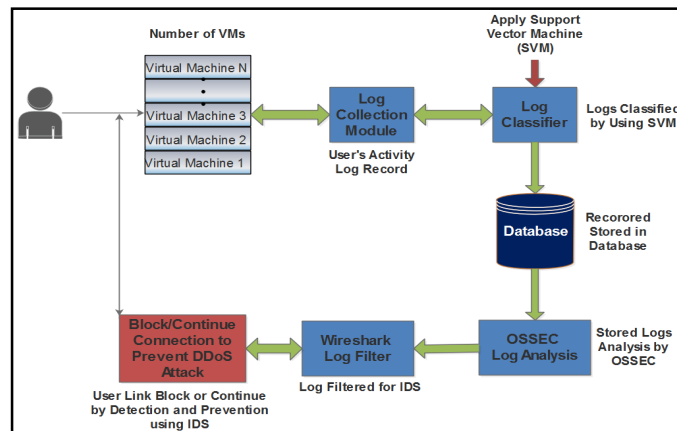 Number of VMs
Apply Support
Vector Machine
(SVM)
Virtual Machine N
Virtual Machine 3
Virtual Machine 2
Virtual Machine 1
Log
Collection
Module
User's Activity
Log Record
Log
Classifier
Logs Classified
by Using SVM
Database
Recorored
Stored in
Database
Block/Continue
Connection to
Prevent DDoS
Attack
User Link Block or Continue
by Detection and Prevention
using IDS
Wireshark
Log Filter
Log Filtered for IDS
OSSEC
Log Analysis
Stored Logs
Analysis by
OSSEC